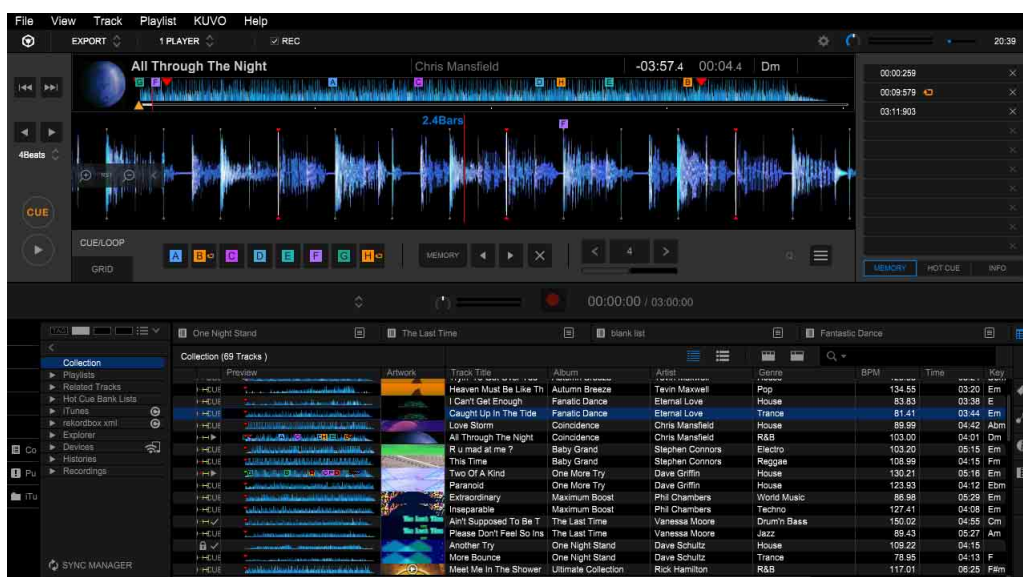 File View Track Playlist KUVO Help
EXPORT 1 PLAYER REC 20:39
All Through The Night Chris Mansfield -03:57.4 00:04.4 Dm
G F A C D H E B
00:00:259
00:09:579
03:11:903
2.4Bars
F
4Beats
CUE
CUE/LOOP
GRID
A B C D E F G H MEMORY 4
MEMORY HOT CUE INFO
00:00:00 / 03:00:00
One Night Stand The Last Time blank list Fantastic Dance
Collection (69 Tracks )
Collection
Playlists
Related Tracks
Hot Cue Bank Lists
iTunes
rekordbox xml
Explorer
Devices
Histories
Recordings
Co
Pu
iTu
SYNC MANAGER
Preview Artwork Track Title Album Artist Genre BPM Time Key
Heaven Must Be Like Th Autumn Breeze Tevin Maxwell Pop 134.55 03:20 Em
I Can't Get Enough Fanatic Dance Eternal Love House 83.83 03:38 E
Caught Up In The Tide Fanatic Dance Eternal Love Trance 81.41 03:44 Em
Love Storm Coincidence Chris Mansfield House 89.99 04:42 Abm
All Through The Night Coincidence Chris Mansfield R&B 103.00 04:01 Dm
R u mad at me ? Baby Grand Stephen Connors Electro 103.20 05:15 Em
This Time Baby Grand Stephen Connors Reggae 108.99 04:15 Fm
Two Of A Kind One More Try Dave Griffin House 130.21 05:16 Em
Paranoid One More Try Dave Griffin House 123.93 04:12 Ebm
Extraordinary Maximum Boost Phil Chambers World Music 86.98 05:29 Em
Inseparable Maximum Boost Phil Chambers Techno 127.41 04:08 Em
Ain't Supposed To Be T The Last Time Vanessa Moore Drum'n Bass 150.02 04:55 Cm
Please Don't Feel So Ins The Last Time Vanessa Moore Jazz 89.43 05:27 Am
Another Try One Night Stand Dave Schultz House 109.22 04:15
More Bounce One Night Stand Dave Schultz Trance 78.95 04:13 F
Meet Me In The Shower Ultimate Collection Rick Hamilton R&B 117.01 06:25 F#m